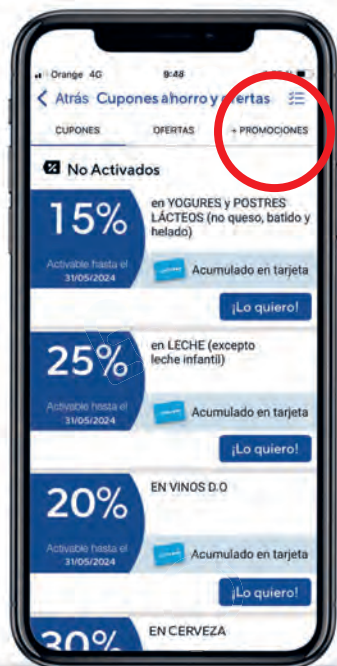 Orange 4G 9:48
Atrás Cupones ahorro y ofertas
CUPONES OFERTAS + PROMOCIONES
No Activados
15%
en YOGURES y POSTRES
LÁCTEOS (no queso, batido y
helado)
Activable hasta el
31/05/2024
Acumulado en tarjeta
¡Lo quiero!
25%
en LECHE (excepto
leche infantil)
Activable hasta el
31/05/2024
Acumulado en tarjeta
¡Lo quiero!
20%
EN VINOS D.O
Activable hasta el
31/05/2024
Acumulado en tarjeta
¡Lo quiero!
30%
EN CERVEZA